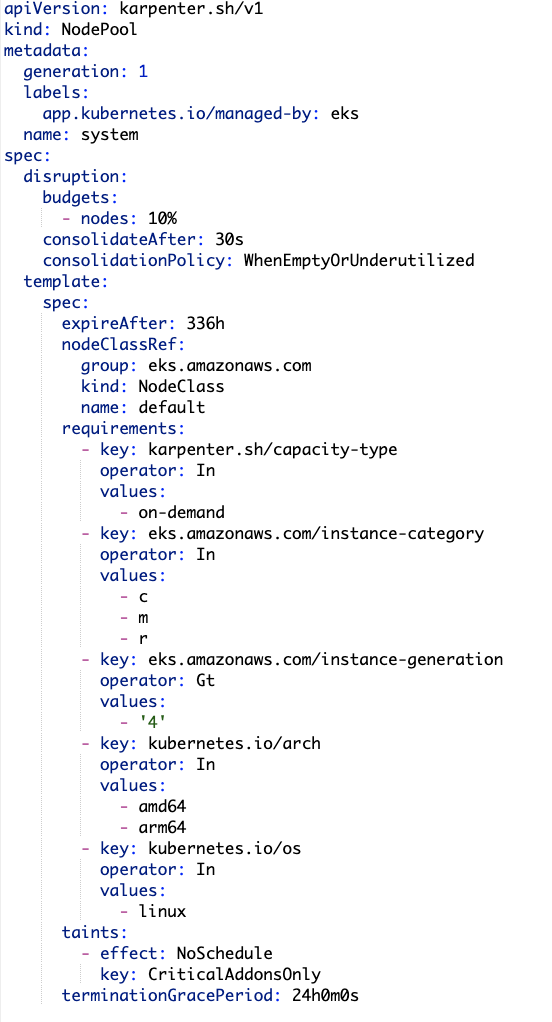 apiVersion: karpenter.sh/v1
kind: NodePool
metadata:
  generation: 1
  labels:
    app.kubernetes.io/managed-by: eks
  name: system
spec:
  disruption:
    budgets:
      - nodes: 10%
    consolidateAfter: 30s
    consolidationPolicy: WhenEmptyOrUnderutilized
  template:
    spec:
      expireAfter: 336h
      nodeClassRef:
        group: eks.amazonaws.com
        kind: NodeClass
        name: default
      requirements:
        - key: karpenter.sh/capacity-type
          operator: In
          values:
            - on-demand
        - key: eks.amazonaws.com/instance-category
          operator: In
          values:
            - c
            - m
            - r
        - key: eks.amazonaws.com/instance-generation
          operator: Gt
          values:
            - '4'
        - key: kubernetes.io/arch
          operator: In
          values:
            - amd64
            - arm64
        - key: kubernetes.io/os
          operator: In
          values:
            - linux
      taints:
        - effect: NoSchedule
          key: CriticalAddonsOnly
      terminationGracePeriod: 24h0m0s